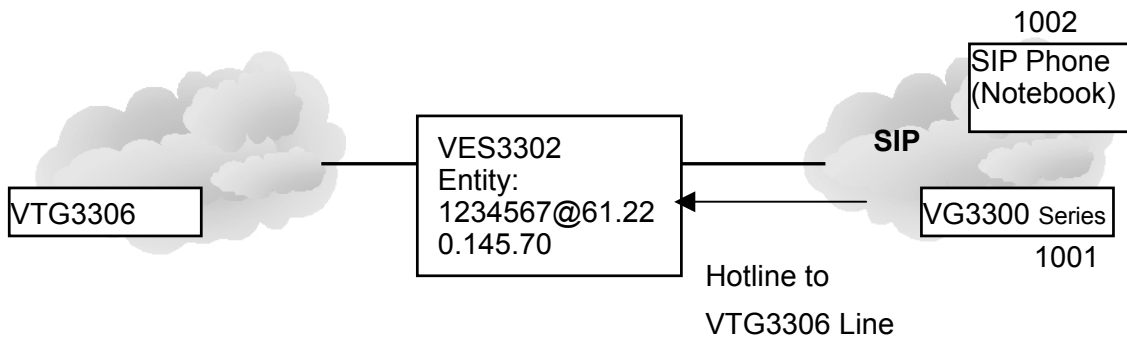 1002
SIP Phone
(Notebook)
SIP
VES3302
Entity:
1234567@61.22
0.145.70
VTG3306
VG3300 Series
1001
Hotline to
VTG3306 Line